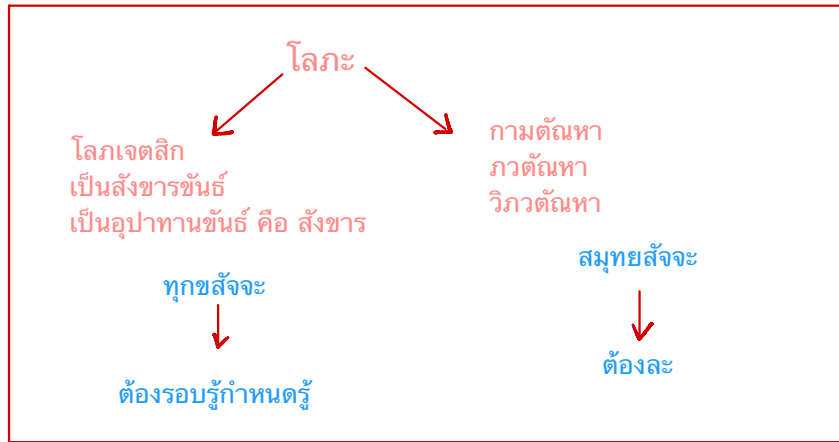 โลภะ
โลภเจตสิก
เป็นสังขารขันธ์
เป็นอุปาทานขันธ์ คือ สังขาร
ทุกขสัจจะ
ต้องรอบรู้กำหนดรู้
กามตัณหา
ภวตัณหา
วิภวตัณหา
สมุทยสัจจะ
ต้องละ